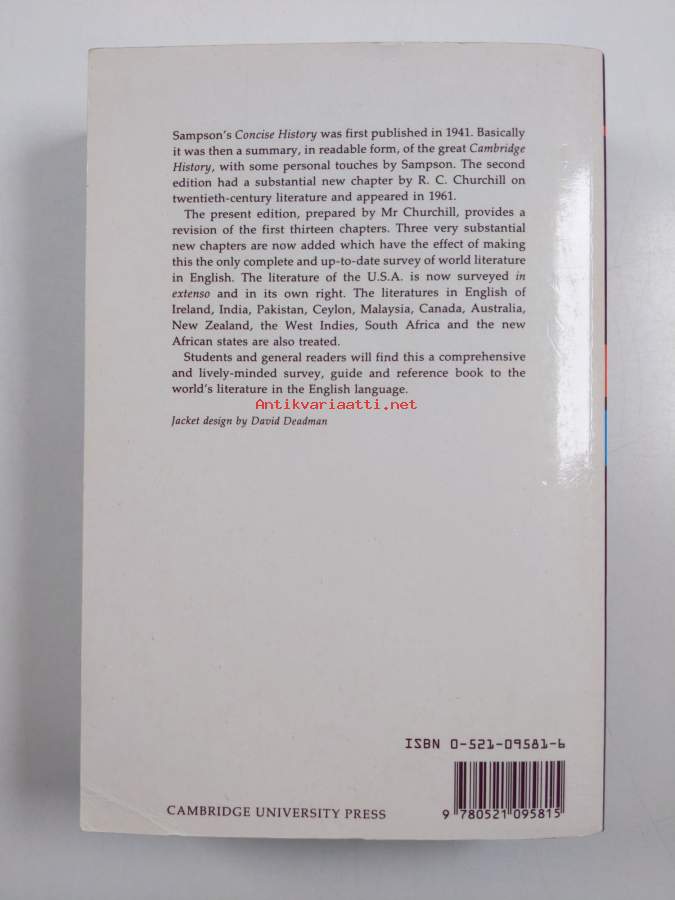 Sampson's Concise History was first published in 1941. Basically
it was then a summary, in readable form, of the great Cambridge
History, with some personal touches by Sampson. The second
edition had a substantial new chapter by R. C. Churchill on
twentieth-century literature and appeared in 1961.
The present edition, prepared by Mr Churchill, provides a
revision of the first thirteen chapters. Three very substantial
new chapters are now added which have the effect of making
this the only complete and up-to-date survey of world literature
in English. The literature of the U.S.A. is now surveyed in
extenso and in its own right. The literatures in English of
Ireland, India, Pakistan, Ceylon, Malaysia, Canada, Australia,
New Zealand, the West Indies, South Africa and the new
African states are also treated.
Students and general readers will find this a comprehensive
and lively-minded survey, guide and reference book to the
world's literature in the English language.
Antikvariaatti.net
Jacket design by David Deadman
ISBN 0-521-09581-6
CAMBRIDGE UNIVERSITY PRESS
9 780521 095815